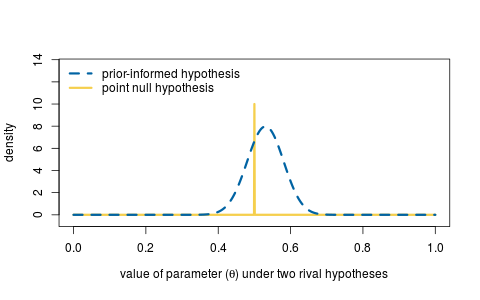 14
prior-informed hypothesis
point null hypothesis
10
8
6
4
2
0
density
0.0 0.2 0.4 0.6 0.8 1.0
value of parameter (θ) under two rival hypotheses